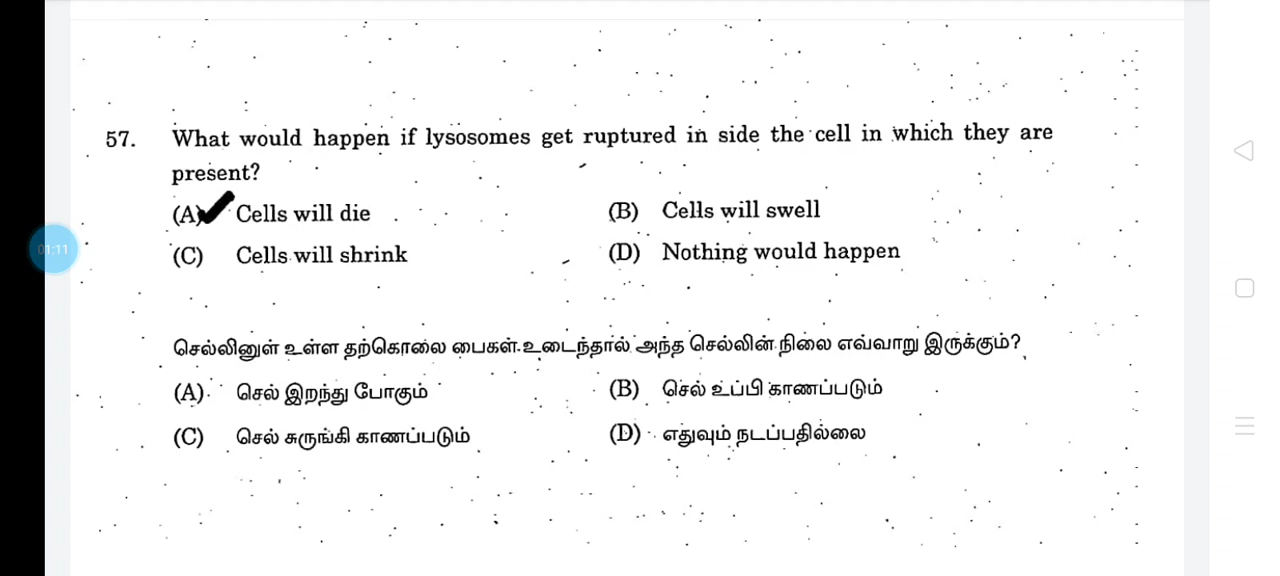 57. What would happen if lysosomes get ruptured in side the cell in which they are
present?
(A) Cells will die (B) Cells will swell
(C) Cells will shrink (D) Nothing would happen
செல்லினுள் உள்ள தற்கொலை பைகள் உடைந்தால் அந்த செல்லின் நிலை எவ்வாறு இருக்கும்?
(A) செல் இறந்து போகும் (B) செல் உப்பி காணப்படும்
(C) செல் சுருங்கி காணப்படும் (D) எதுவும் நடப்பதில்லை
01:11